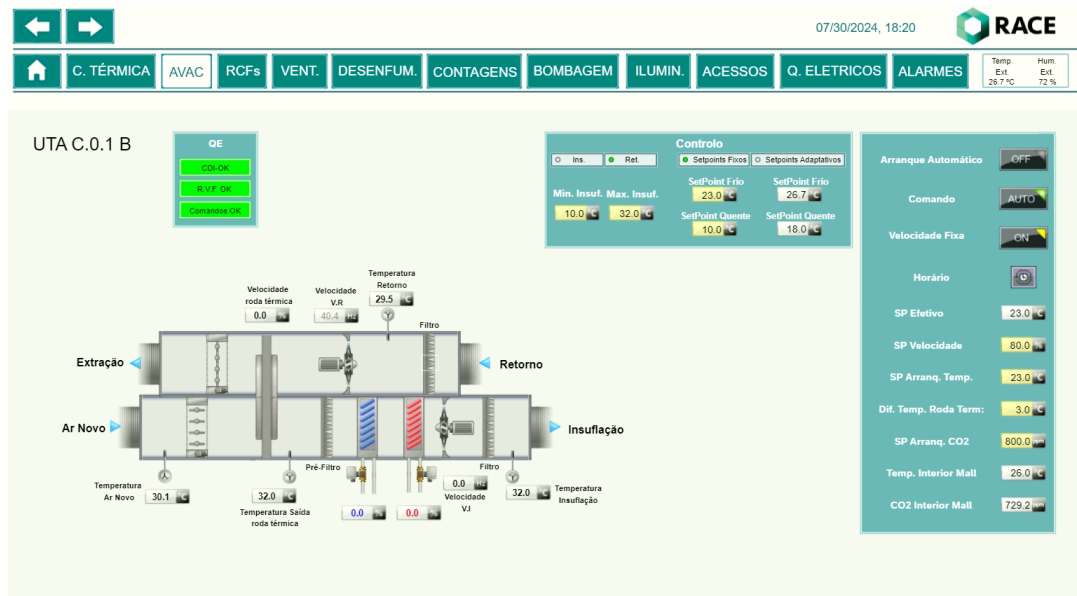 07/30/2024, 18:20
RACE
C. TÉRMICA
AVAC
RCFs
VENT.
DESENFUM.
CONTAGENS
BOMBAGEM
ILUMIN.
ACESSOS
Q. ELETRICOS
ALARMES
Temp. Ext. 26.7 ºC
Hum. Ext. 72 %
UTA C.0.1 B
QE
CDI-OK
R.V.F. OK
Comandos OK
Controlo
Ins. Ret. Setpoints Fixos Setpoints Adaptativos
Min. Insuf. 10.0 C
Max. Insuf. 32.0 C
SetPoint Frio 23.0 C
SetPoint Frio 26.7 C
SetPoint Quente 10.0 C
SetPoint Quente 18.0 C
Arranque Automático OFF
Comando AUTO
Velocidade Fixa ON
Horário
SP Efetivo 23.0 C
SP Velocidade 80.0 %
SP Arranq. Temp. 23.0 C
Dif. Temp. Roda Term: 3.0 C
SP Arranq. CO2 800.0 ppm
Temp. Interior Mall 26.0 C
CO2 Interior Mall 729.2 ppm
Velocidade
roda térmica
0.0 %
Velocidade
V.R
40.4 Hz
Temperatura
Retorno
29.5 C
Filtro
Extração
Retorno
Ar Novo
Insuflação
Pré-Filtro
Filtro
Temperatura
Ar Novo
30.1 C
32.0 C
Temperatura Saída
roda térmica
0.0 %
0.0 %
0.0 Hz
Velocidade
V.I
32.0 C
Temperatura
Insuflação